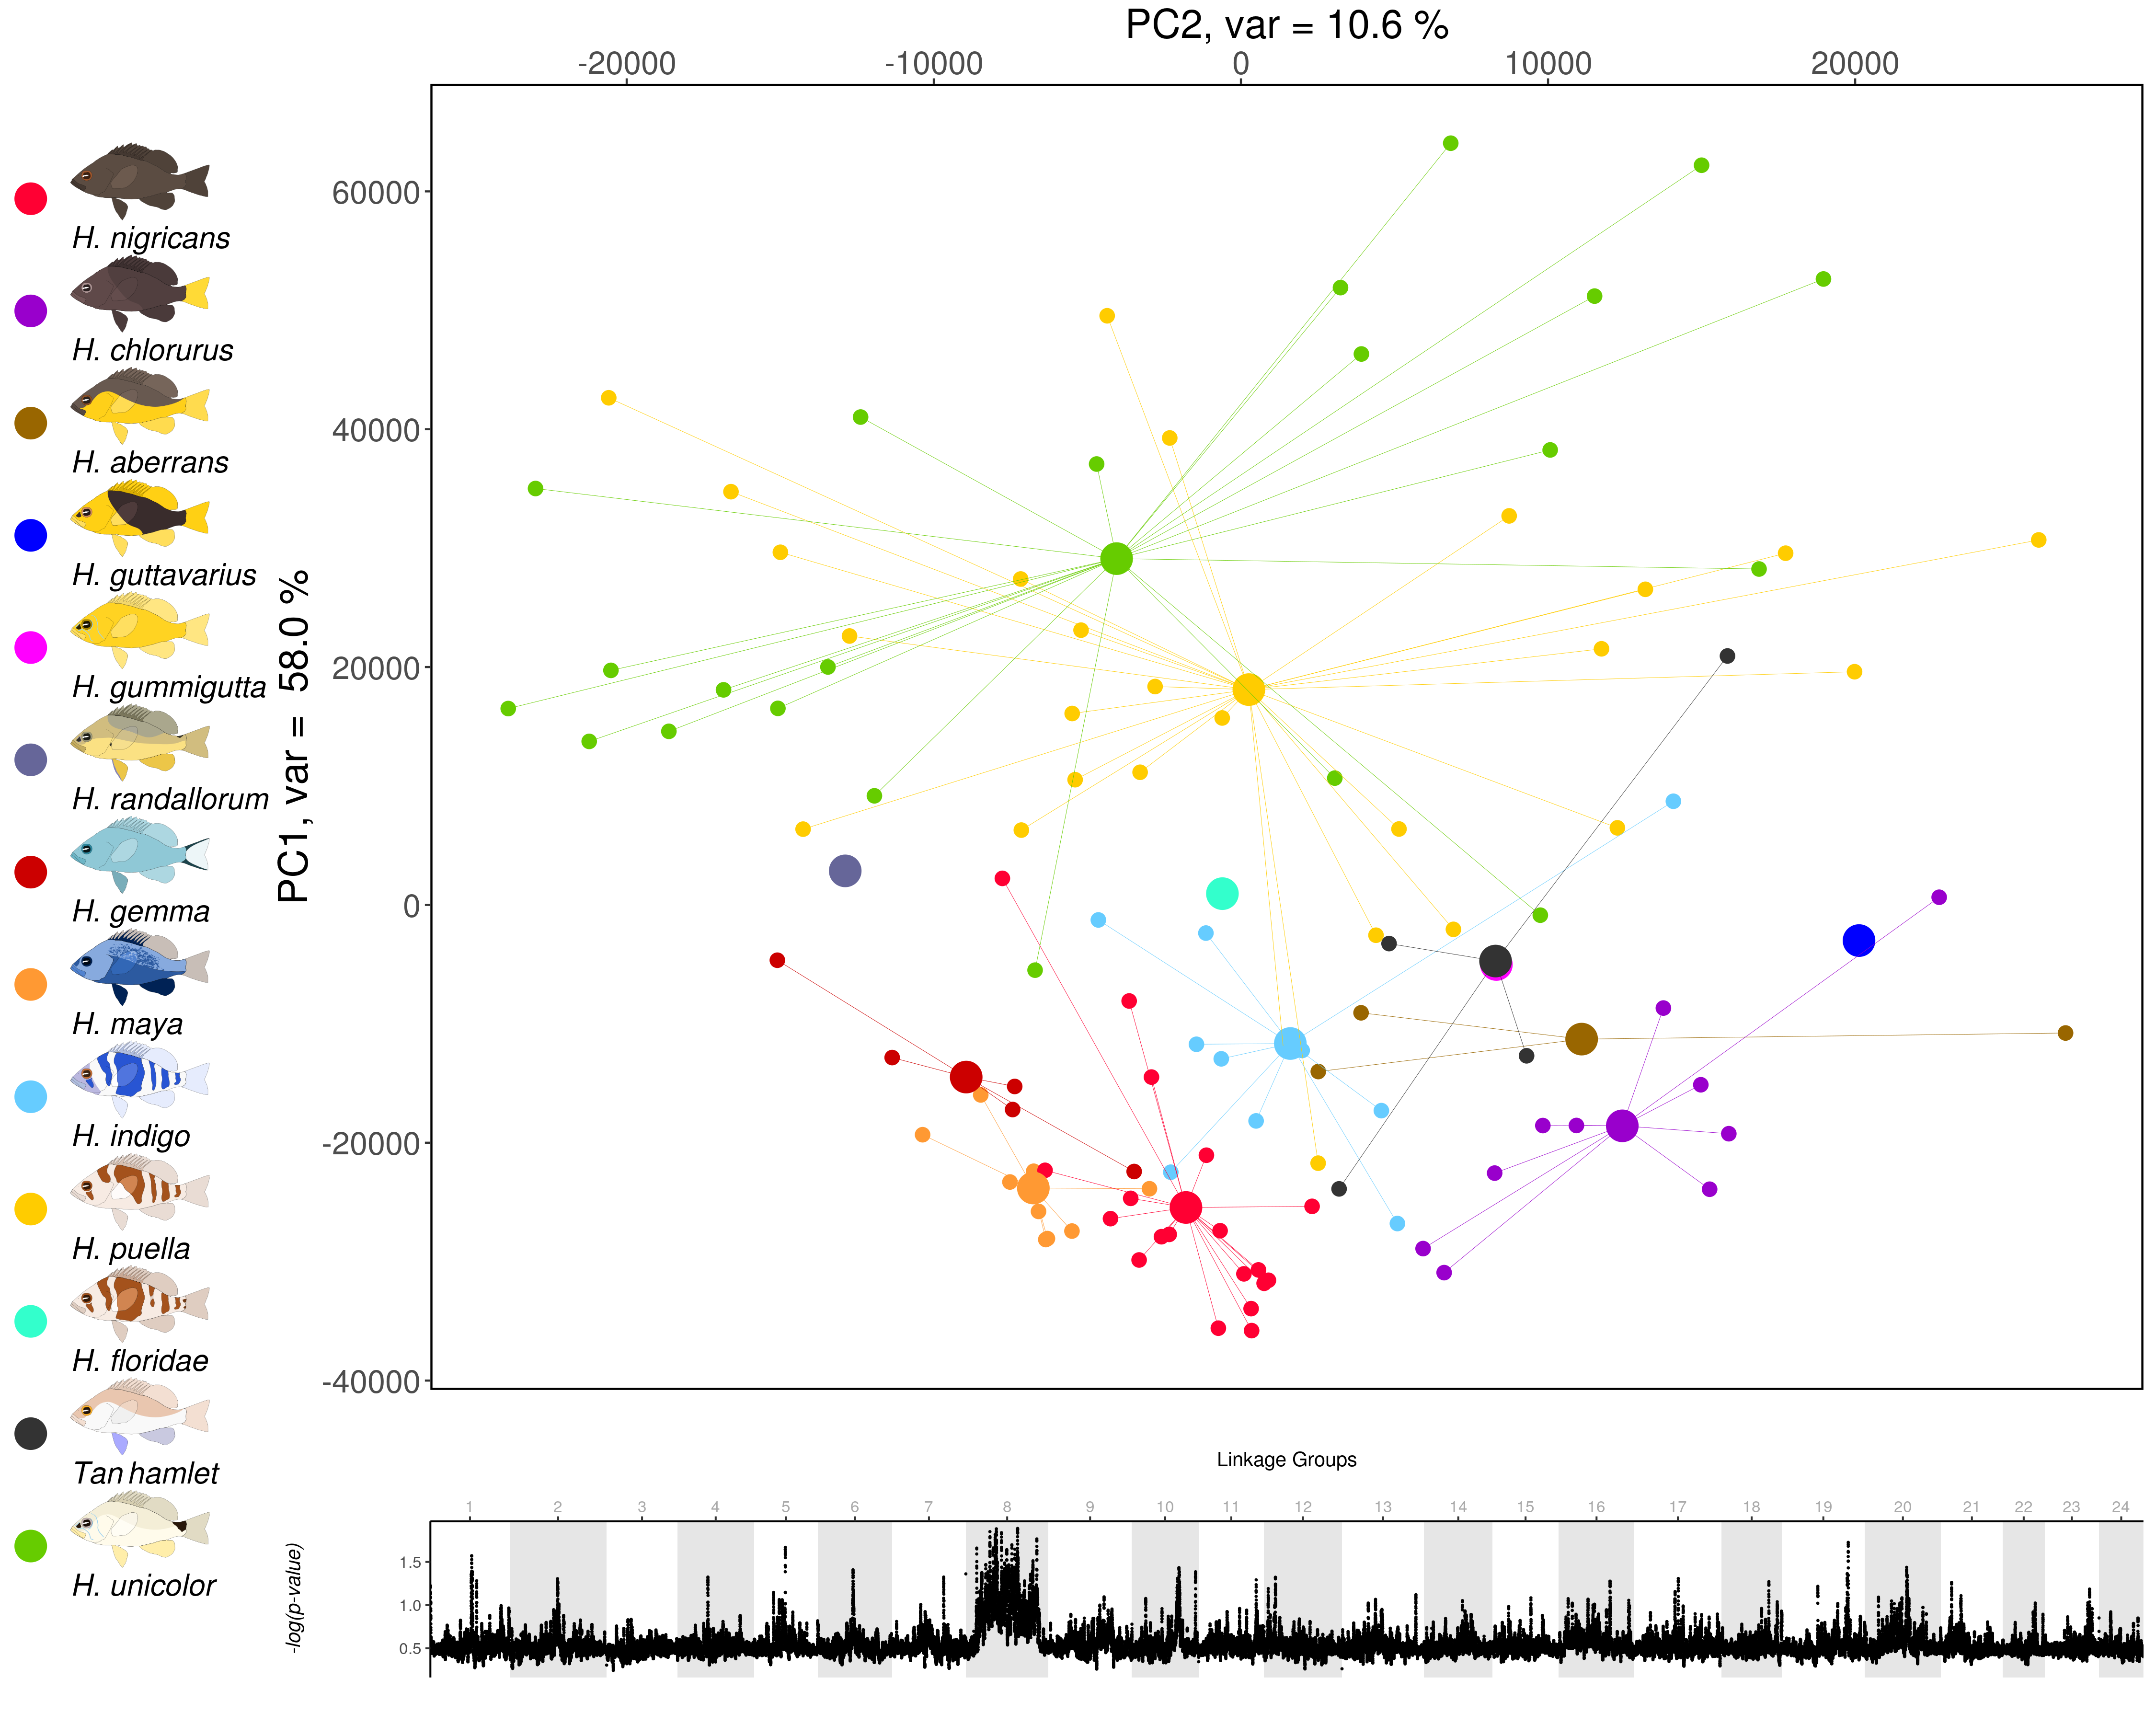 PC2, var = 10.6 %
-20000 -10000 0 10000 20000
60000
40000
20000
0
-20000
-40000
PC1, var = 58.0 %
H. nigricans
H. chlorurus
H. aberrans
H. guttavarius
H. gummigutta
H. randallorum
H. gemma
H. maya
H. indigo
H. puella
H. floridae
Tan hamlet
H. unicolor
Linkage Groups
1 2 3 4 5 6 7 8 9 10 11 12 13 14 15 16 17 18 19 20 21 22 23 24
-log(p-value)
1.5
1.0
0.5